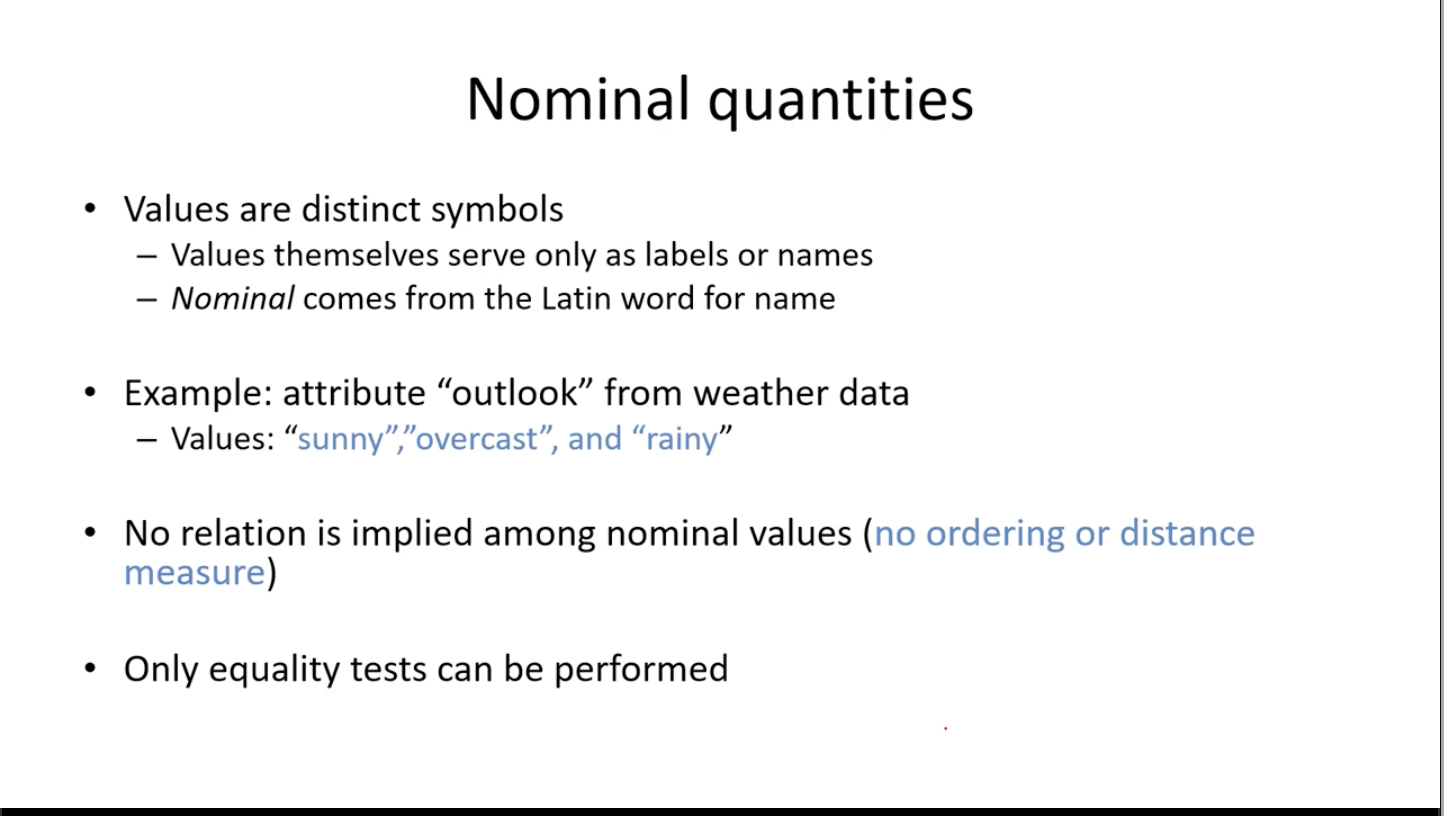 Nominal quantities
• Values are distinct symbols
– Values themselves serve only as labels or names
– Nominal comes from the Latin word for name
• Example: attribute “outlook” from weather data
– Values: “sunny”,”overcast”, and “rainy”
• No relation is implied among nominal values (no ordering or distance
measure)
• Only equality tests can be performed